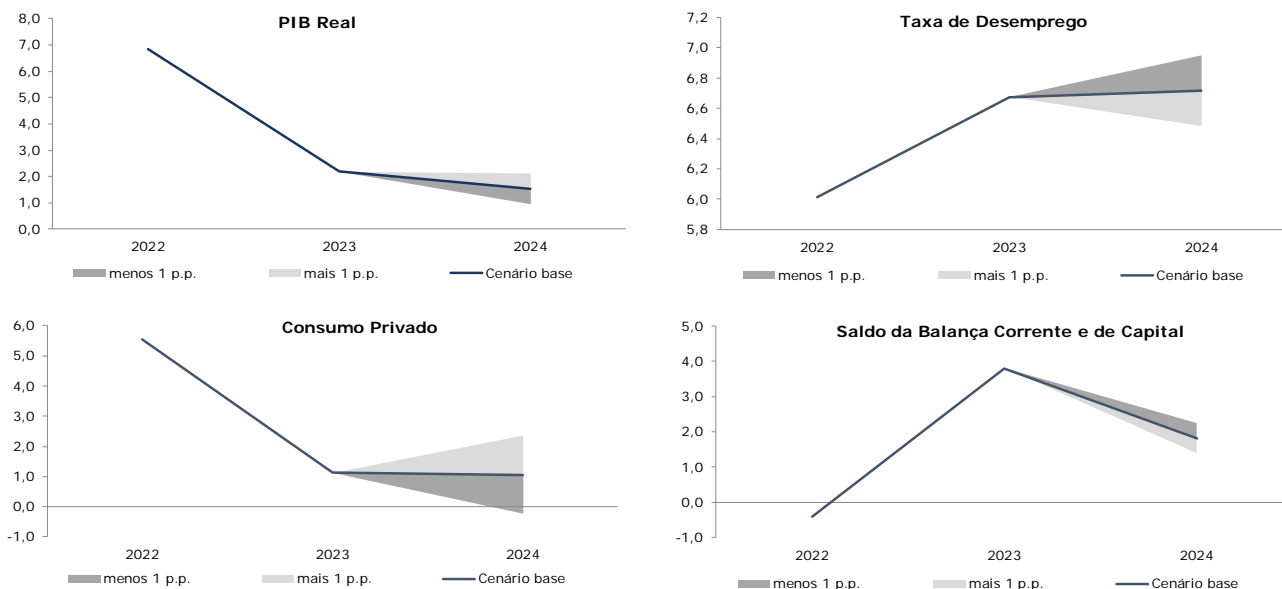 PIB Real
8,0
7,0
6,0
5,0
4,0
3,0
2,0
1,0
0,0
2022 2023 2024
menos 1 p.p. mais 1 p.p. Cenário base
Taxa de Desemprego
7,2
7,0
6,8
6,6
6,4
6,2
6,0
5,8
2022 2023 2024
menos 1 p.p. mais 1 p.p. Cenário base
Consumo Privado
6,0
5,0
4,0
3,0
2,0
1,0
0,0
-1,0
2022 2023 2024
menos 1 p.p. mais 1 p.p. Cenário base
Saldo da Balança Corrente e de Capital
5,0
4,0
3,0
2,0
1,0
0,0
-1,0
2022 2023 2024
menos 1 p.p. mais 1 p.p. Cenário base